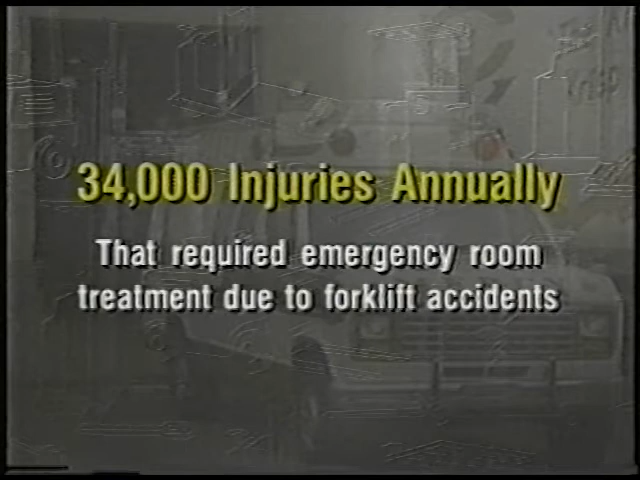 34,000 Injuries Annually
That required emergency room
treatment due to forklift accidents